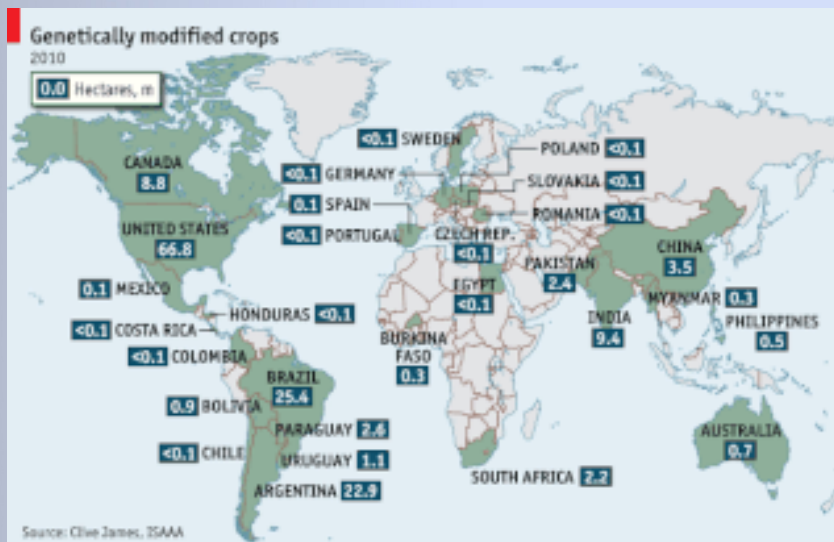 Genetically modified crops
2010
0.0 Hectares, m
<0.1 SWEDEN
POLAND <0.1
CANADA
8.8
<0.1 GERMANY
SLOVAKIA <0.1
0.1 SPAIN
ROMANIA <0.1
UNITED STATES
66.8
<0.1 PORTUGAL
CZECH REP.
<0.1
CHINA
3.5
PAKISTAN
2.4
EGYPT
<0.1
0.1 MEXICO
MYANMAR 0.3
HONDURAS <0.1
INDIA
9.4
PHILIPPINES
0.5
<0.1 COSTA RICA
BURKINA
FASO
0.3
<0.1 COLOMBIA
BRAZIL
25.4
0.9 BOLIVIA
PARAGUAY 2.6
AUSTRALIA
0.7
<0.1 CHILE
URUGUAY 1.1
SOUTH AFRICA 2.2
ARGENTINA 22.9
Source: Clive James, ISAAA